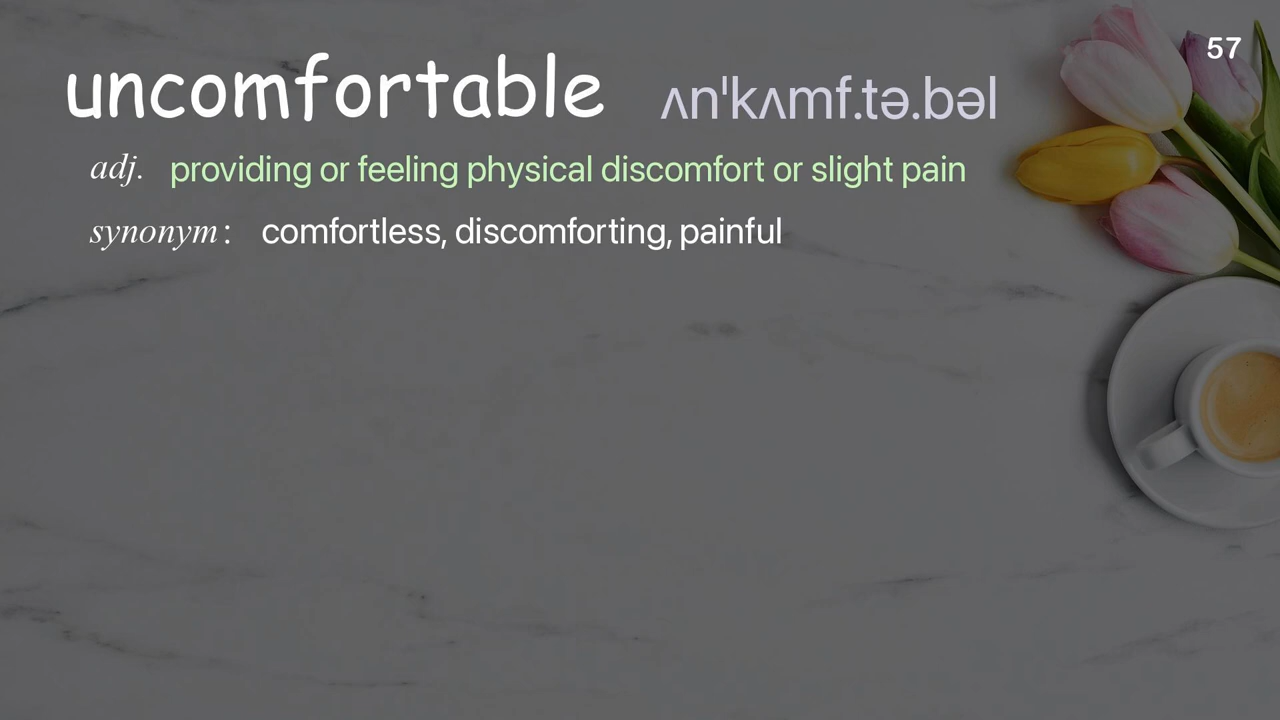 57
uncomfortable ʌnˈkʌmf.tə.bəl
adj. providing or feeling physical discomfort or slight pain
synonym: comfortless, discomforting, painful